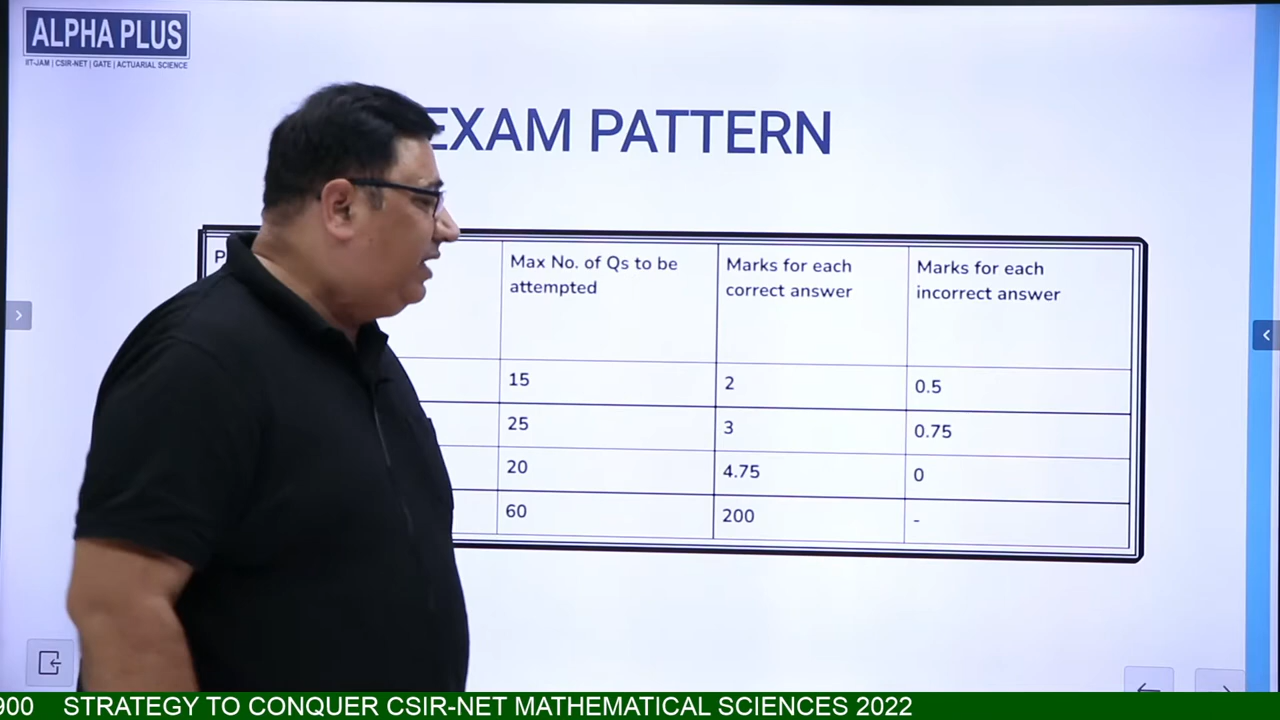 ALPHA PLUS
IIT-JAM | CSIR-NET | GATE | ACTUARIAL SCIENCE
EXAM PATTERN
P
Max No. of Qs to be
attempted
Marks for each
correct answer
Marks for each
incorrect answer
15
2
0.5
25
3
0.75
20
4.75
0
60
200
-
900 STRATEGY TO CONQUER CSIR-NET MATHEMATICAL SCIENCES 2022